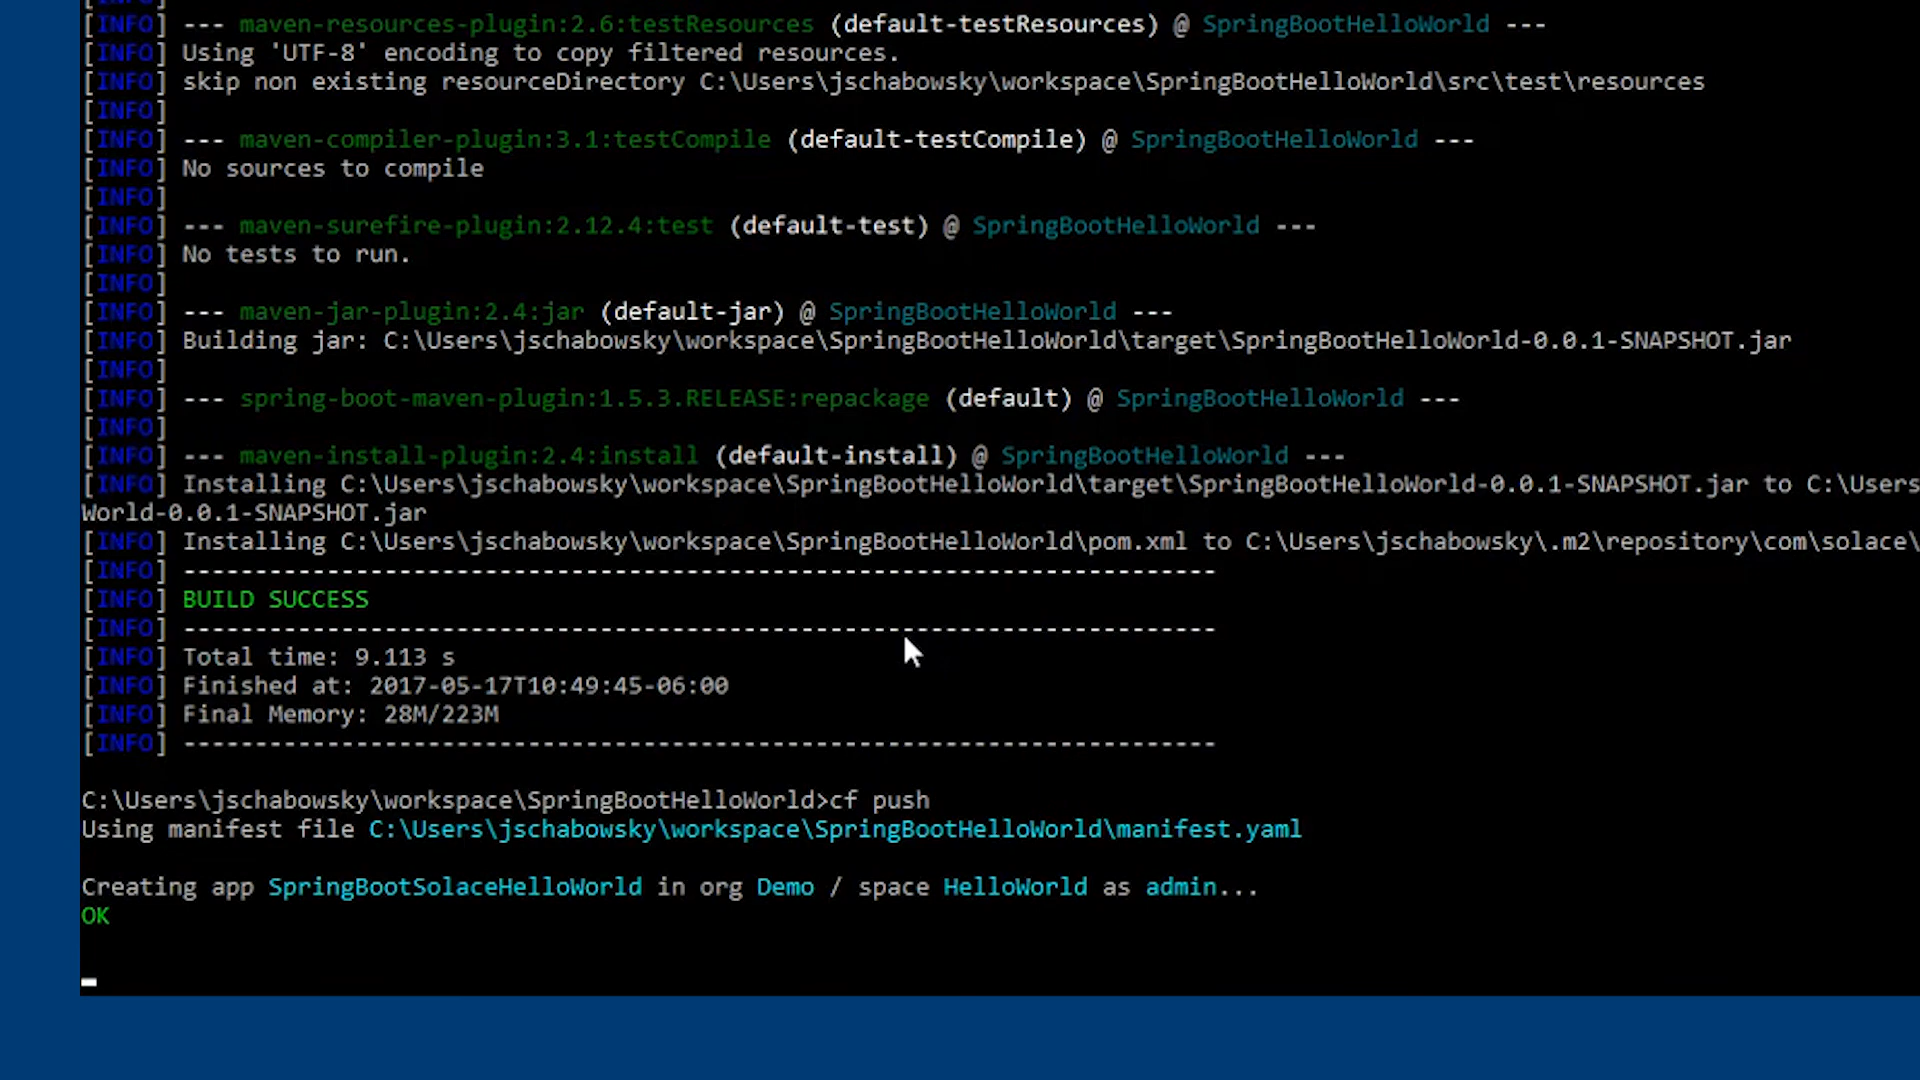 [INFO]
[INFO] --- maven-resources-plugin:2.6:testResources (default-testResources) @ SpringBootHelloWorld ---
[INFO] Using 'UTF-8' encoding to copy filtered resources.
[INFO] skip non existing resourceDirectory C:\Users\jschabowsky\workspace\SpringBootHelloWorld\src\test\resources
[INFO]
[INFO] --- maven-compiler-plugin:3.1:testCompile (default-testCompile) @ SpringBootHelloWorld ---
[INFO] No sources to compile
[INFO]
[INFO] --- maven-surefire-plugin:2.12.4:test (default-test) @ SpringBootHelloWorld ---
[INFO] No tests to run.
[INFO]
[INFO] --- maven-jar-plugin:2.4:jar (default-jar) @ SpringBootHelloWorld ---
[INFO] Building jar: C:\Users\jschabowsky\workspace\SpringBootHelloWorld\target\SpringBootHelloWorld-0.0.1-SNAPSHOT.jar
[INFO]
[INFO] --- spring-boot-maven-plugin:1.5.3.RELEASE:repackage (default) @ SpringBootHelloWorld ---
[INFO]
[INFO] --- maven-install-plugin:2.4:install (default-install) @ SpringBootHelloWorld ---
[INFO] Installing C:\Users\jschabowsky\workspace\SpringBootHelloWorld\target\SpringBootHelloWorld-0.0.1-SNAPSHOT.jar to C:\Users
World-0.0.1-SNAPSHOT.jar
[INFO] Installing C:\Users\jschabowsky\workspace\SpringBootHelloWorld\pom.xml to C:\Users\jschabowsky\.m2\repository\com\solace\
[INFO] ------------------------------------------------------------------------
[INFO] BUILD SUCCESS
[INFO] ------------------------------------------------------------------------
[INFO] Total time: 9.113 s
[INFO] Finished at: 2017-05-17T10:49:45-06:00
[INFO] Final Memory: 28M/223M
[INFO] ------------------------------------------------------------------------
C:\Users\jschabowsky\workspace\SpringBootHelloWorld>cf push
Using manifest file C:\Users\jschabowsky\workspace\SpringBootHelloWorld\manifest.yaml
Creating app SpringBootSolaceHelloWorld in org Demo / space HelloWorld as admin...
OK